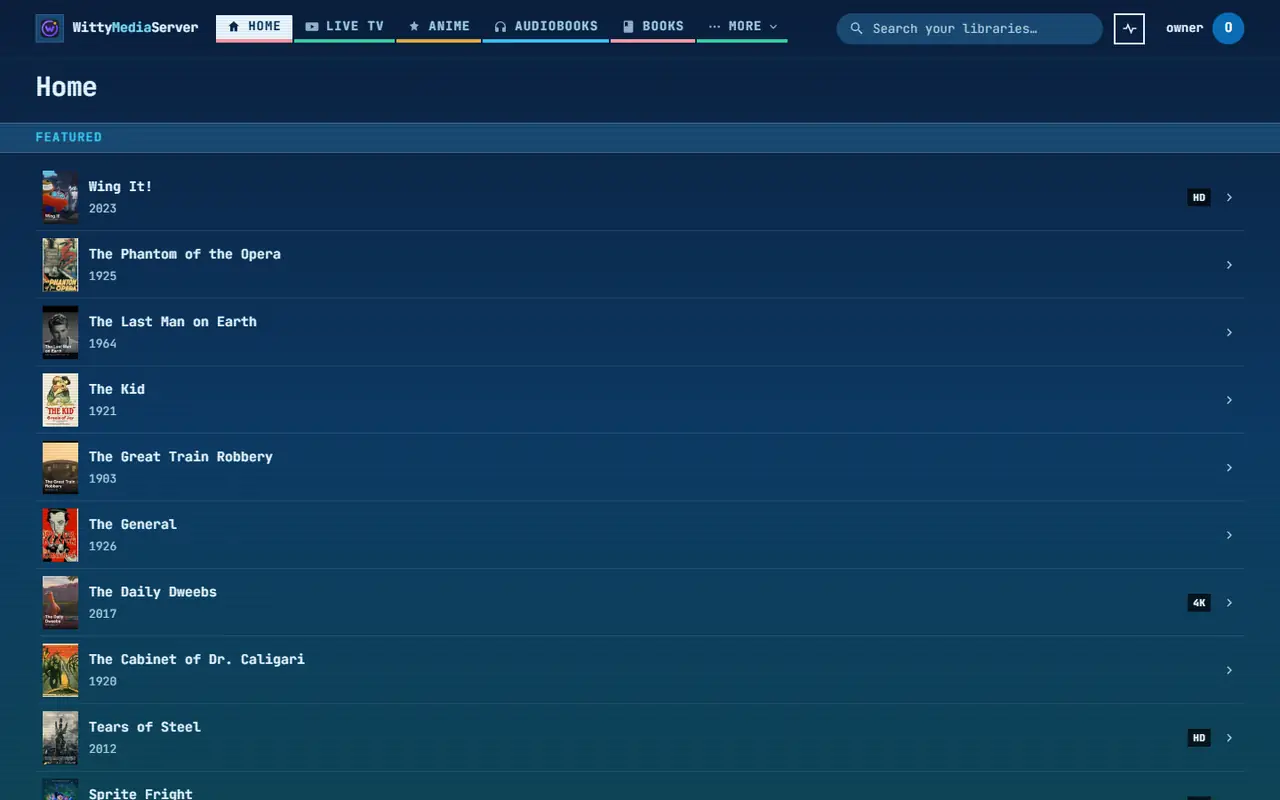 WittyMediaServer
HOME
LIVE TV
ANIME
AUDIOBOOKS
BOOKS
MORE
Search your libraries…
owner
O
Home
FEATURED
Wing It!
2023
HD
The Phantom of the Opera
1925
The Last Man on Earth
1964
The Kid
1921
The Great Train Robbery
1903
The General
1926
The Daily Dweebs
2017
4K
The Cabinet of Dr. Caligari
1920
Tears of Steel
2012
HD
Sprite Fright